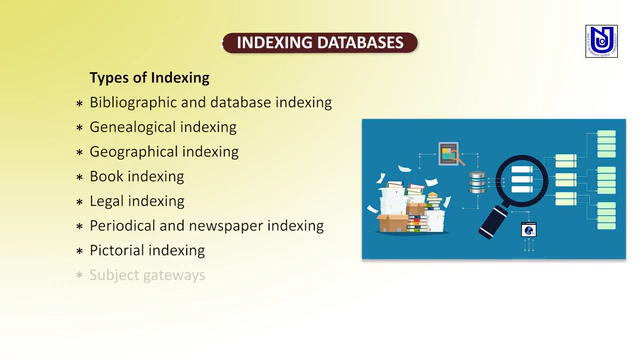 INDEXING DATABASES
Types of Indexing
* Bibliographic and database indexing
* Genealogical indexing
* Geographical indexing
* Book indexing
* Legal indexing
* Periodical and newspaper indexing
* Pictorial indexing
* Subject gateways